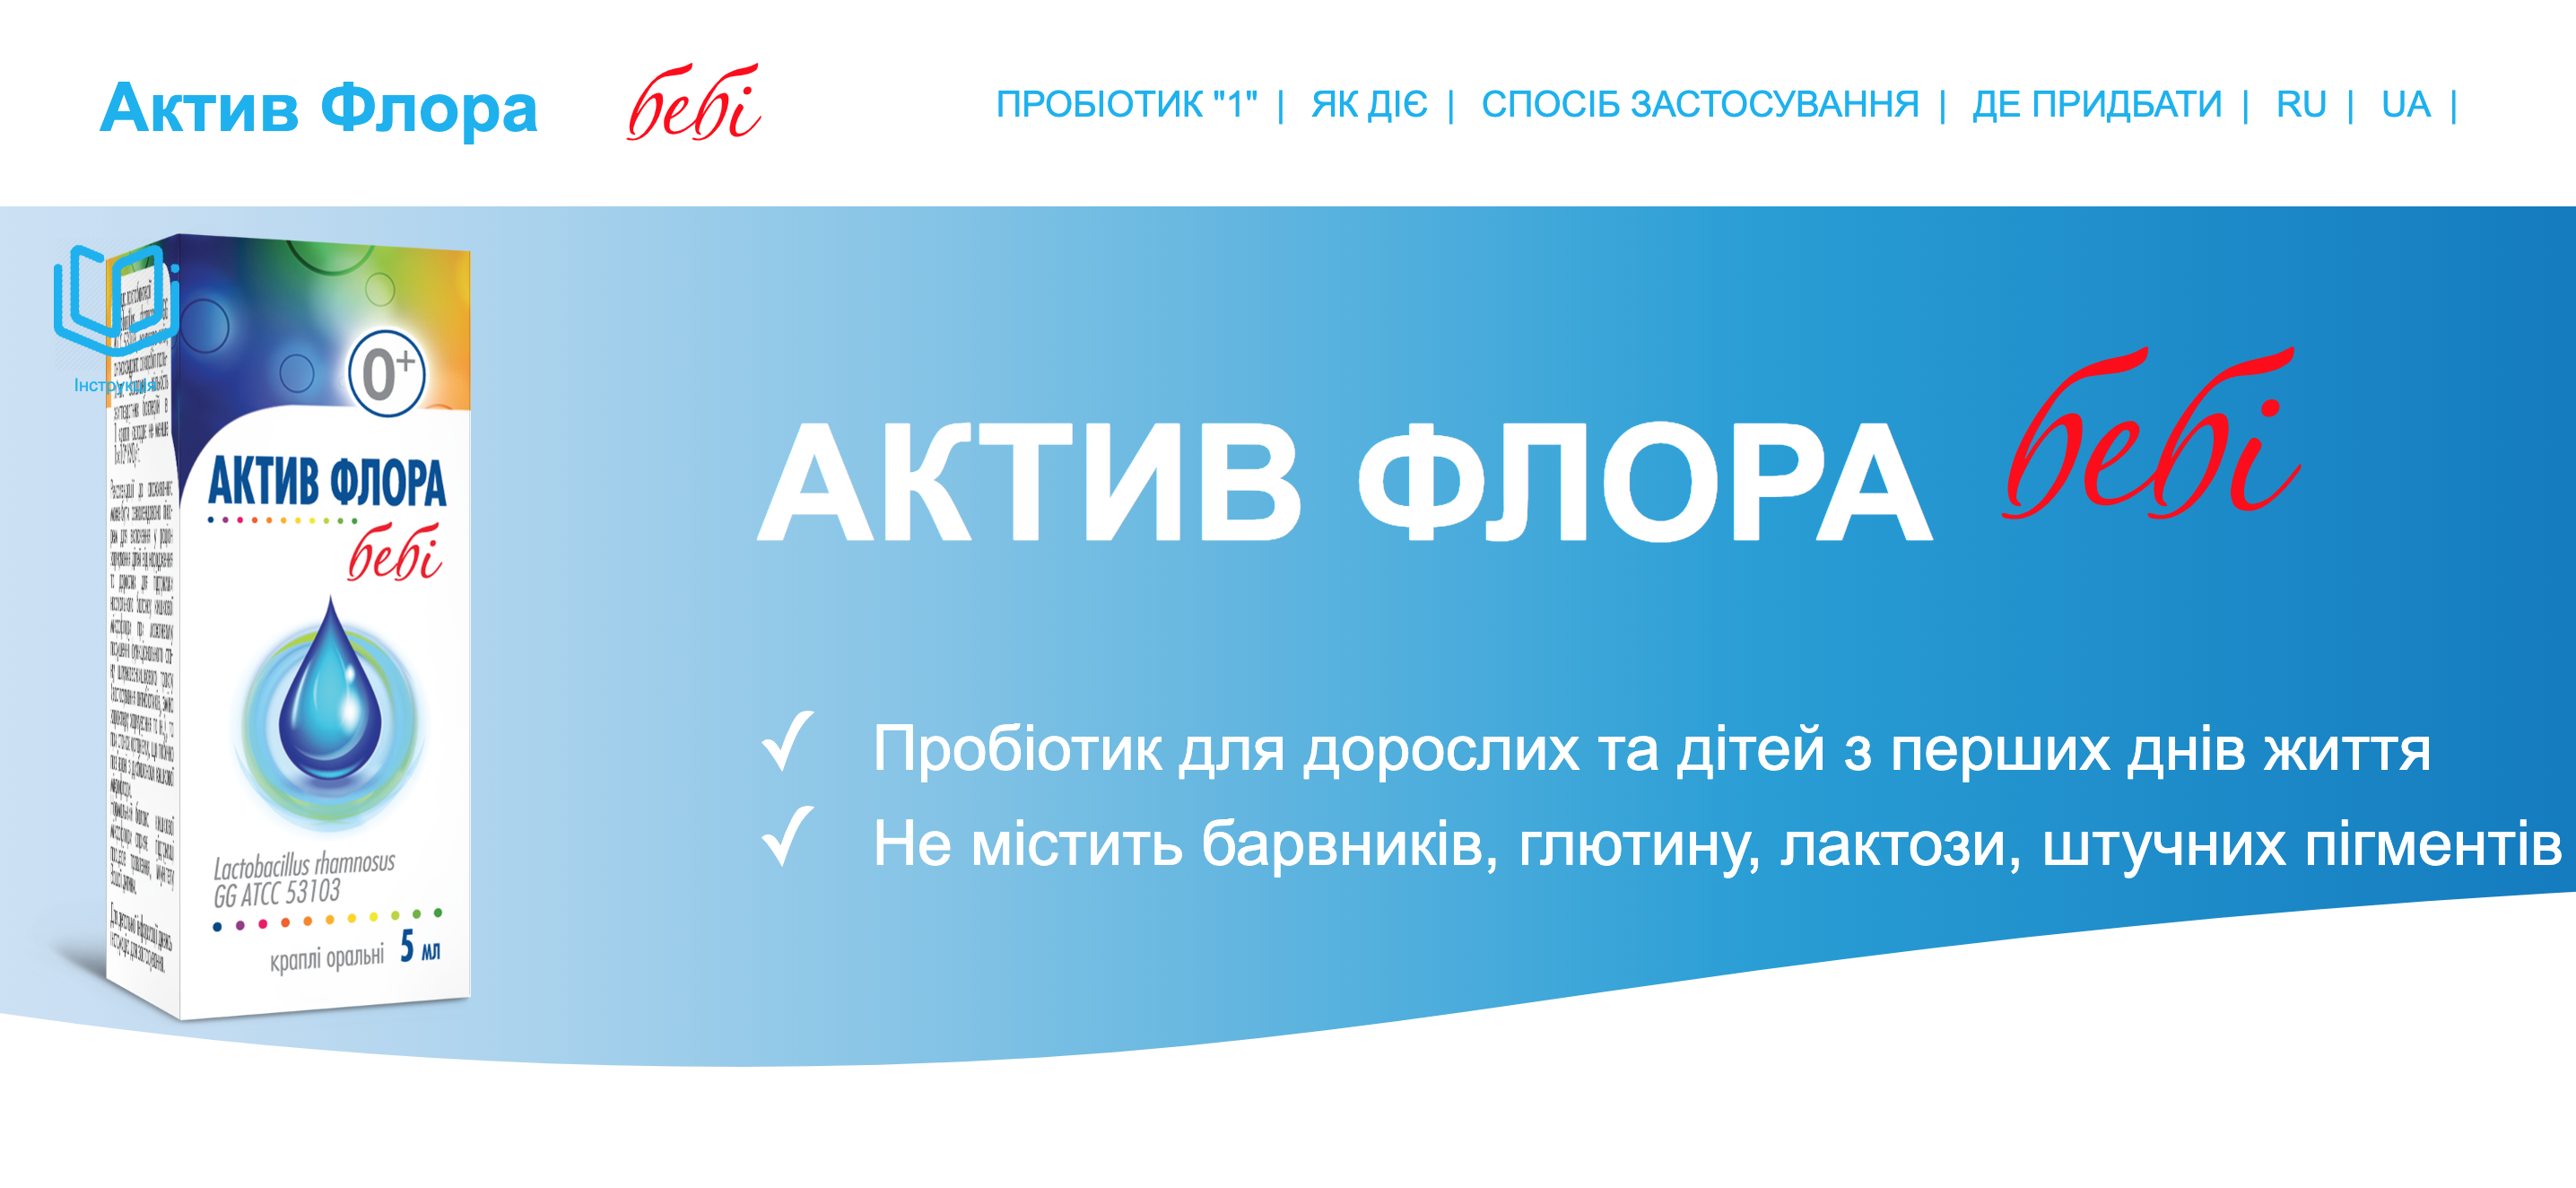 Актив Флора бебі
ПРОБІОТИК "1" | ЯК ДІЄ | СПОСІБ ЗАСТОСУВАННЯ | ДЕ ПРИДБАТИ | RU | UA |
Інструкція
0+
АКТИВ ФЛОРА
бебі
Lactobacillus rhamnosus
GG ATCC 53103
краплі оральні 5 мл
АКТИВ ФЛОРА бебі
Пробіотик для дорослих та дітей з перших днів життя
Не містить барвників, глютину, лактози, штучних пігментів